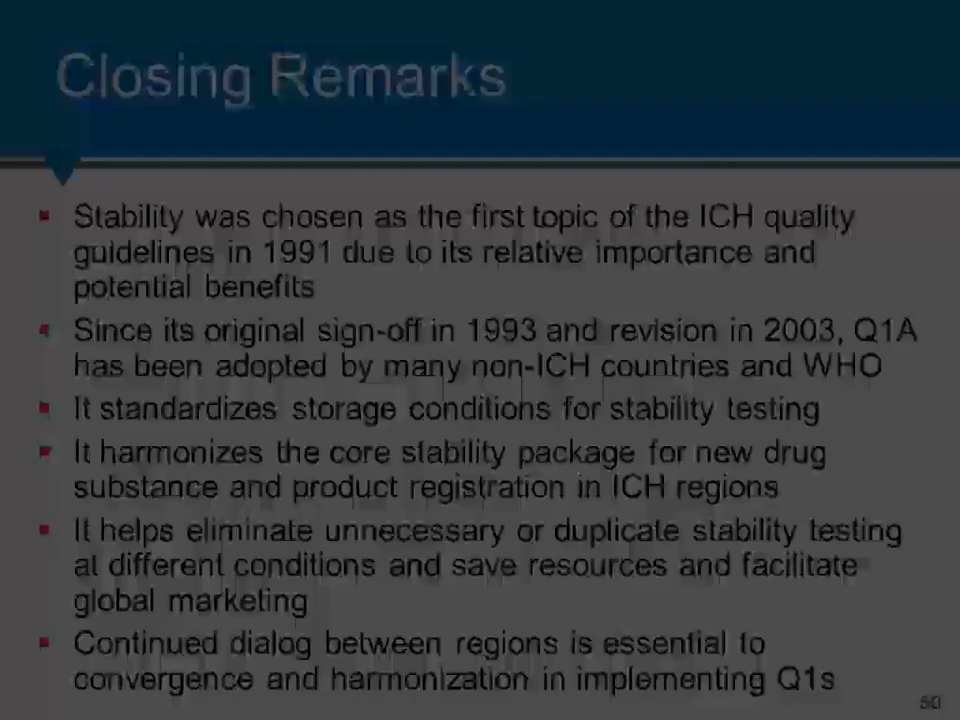 Closing Remarks
▪ Stability was chosen as the first topic of the ICH quality
guidelines in 1991 due to its relative importance and
potential benefits
▪ Since its original sign-off in 1993 and revision in 2003, Q1A
has been adopted by many non-ICH countries and WHO
▪ It standardizes storage conditions for stability testing
▪ It harmonizes the core stability package for new drug
substance and product registration in ICH regions
▪ It helps eliminate unnecessary or duplicate stability testing
at different conditions and save resources and facilitate
global marketing
▪ Continued dialog between regions is essential to
convergence and harmonization in implementing Q1s
50